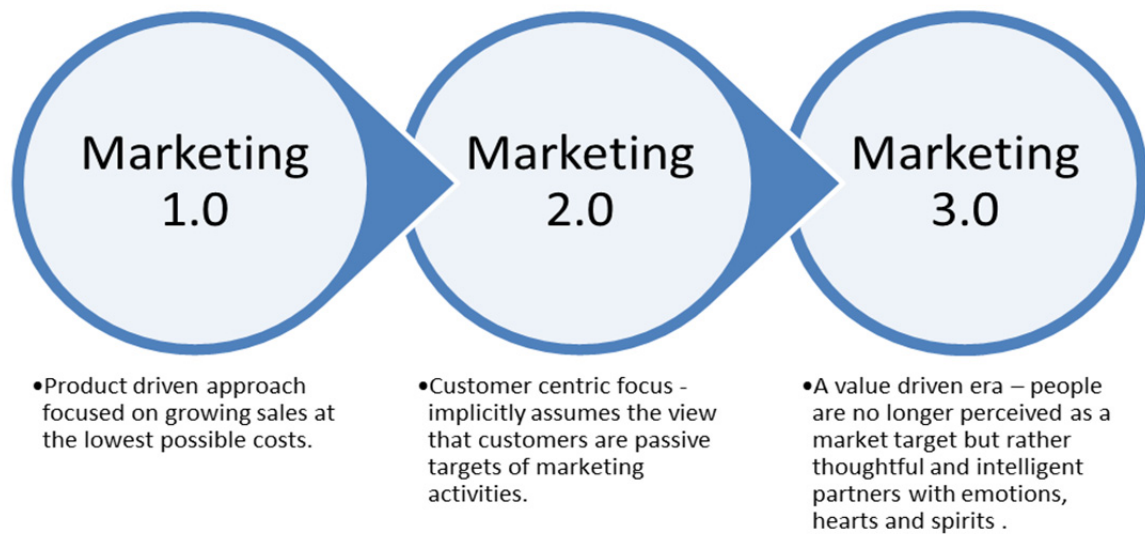 Marketing
1.0
Marketing
2.0
Marketing
3.0
•Product driven approach
focused on growing sales at
the lowest possible costs.
•Customer centric focus -
implicitly assumes the view
that customers are passive
targets of marketing
activities.
•A value driven era – people
are no longer perceived as a
market target but rather
thoughtful and intelligent
partners with emotions,
hearts and spirits .